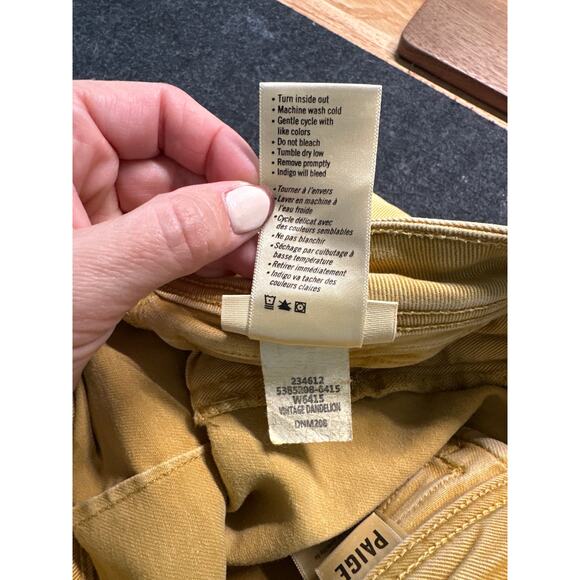 • Turn inside out
• Machine wash cold
• Gentle cycle with
like colors
• Do not bleach
• Tumble dry low
• Remove promptly
• Indigo will bleed
• Tourner à l'envers
• Laver en machine à
l'eau froide
• Cycle délicat avec
des couleurs semblables
• Ne pas blanchir
• Séchage par culbutage à
basse température
• Retirer immédiatement
• Indigo va tacher des
couleurs claires
234612
5385208-6415
W6415
VINTAGE DANDELION
DNM208
PAIGE